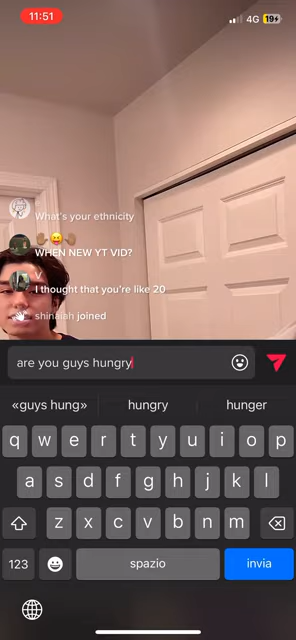 11:51
4G
19
What's your ethnicity
WHEN NEW YT VID?
V
I thought that you're like 20
shinaiah joined
are you guys hungry
«guys hung» hungry hunger
q w e r t y u i o p
a s d f g h j k l
z x c v b n m
123 spazio invia